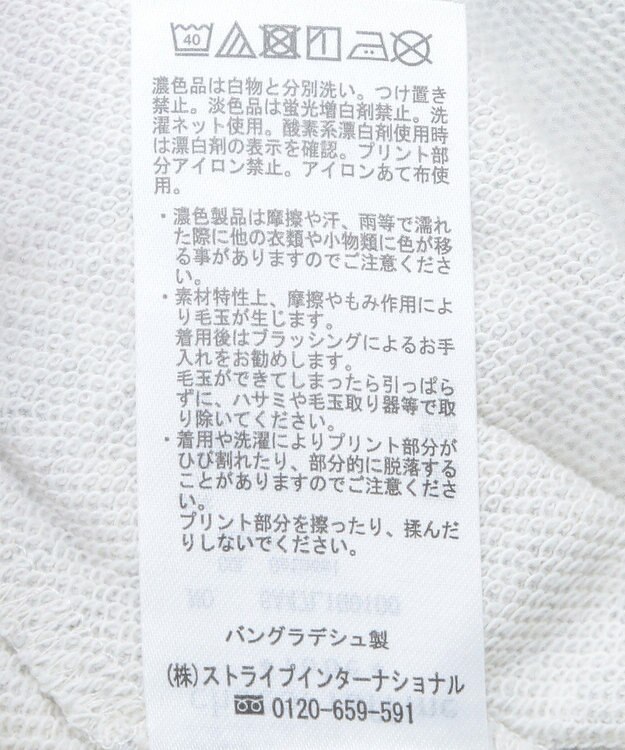 40
濃色品は白物と分別洗い。つけ置き
禁止。淡色品は蛍光増白剤禁止。洗
濯ネット使用。酸素系漂白剤使用時
は漂白剤の表示を確認。プリント部
分アイロン禁止。アイロンあて布使
用。
・濃色製品は摩擦や汗、雨等で濡れ
た際に他の衣類や小物類に色が移
る事がありますのでご注意くださ
い。
・素材特性上、摩擦やもみ作用によ
り毛玉が生じます。
着用後はブラッシングによるお手
入れをお勧めします。
毛玉ができてしまったら引っぱら
ずに、ハサミや毛玉取り器等で取
り除いてください。
・着用や洗濯によりプリント部分が
ひび割れたり、部分的に脱落する
ことがありますのでご注意くださ
い。
プリント部分を擦ったり、揉んだ
りしないでください。
バングラデシュ製
(株)ストライプインターナショナル
0120-659-591